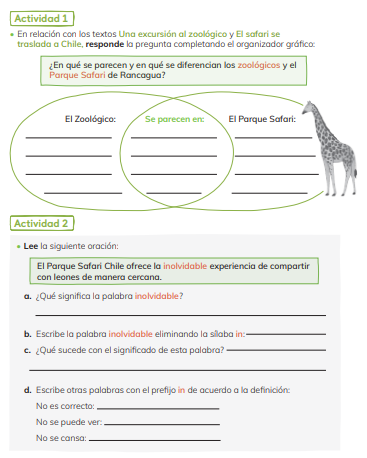 Actividad 1
• En relación con los textos Una excursión al zoológico y El safari se
traslada a Chile, responde la pregunta completando el organizador gráfico:
¿En qué se parecen y en qué se diferencian los zoológicos y el
Parque Safari de Rancagua?
El Zoológico:
Se parecen en:
El Parque Safari:
Actividad 2
• Lee la siguiente oración:
El Parque Safari Chile ofrece la inolvidable experiencia de compartir
con leones de manera cercana.
a. ¿Qué significa la palabra inolvidable?
b. Escribe la palabra inolvidable eliminando la sílaba in:
c. ¿Qué sucede con el significado de esta palabra?
d. Escribe otras palabras con el prefijo in de acuerdo a la definición:
No es correcto:
No se puede ver:
No se cansa: